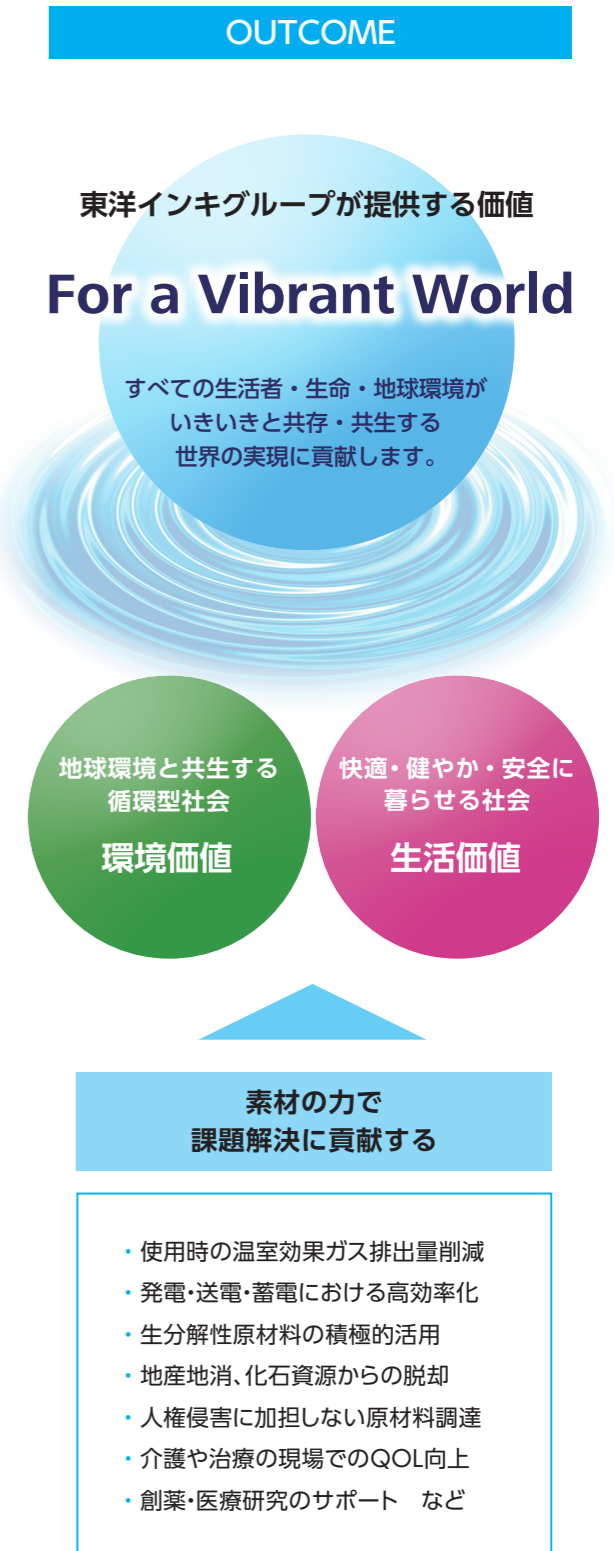 OUTCOME
東洋インキグループが提供する価値
For a Vibrant World
すべての生活者・生命・地球環境が
いきいきと共存・共生する
世界の実現に貢献します。
地球環境と共生する
循環型社会
環境価値
快適・健やか・安全に
暮らせる社会
生活価値
素材の力で
課題解決に貢献する
・使用時の温室効果ガス排出量削減
・発電・送電・蓄電における高効率化
・生分解性原材料の積極的活用
・地産地消、化石資源からの脱却
・人権侵害に加担しない原材料調達
・介護や治療の現場でのQOL向上
・創薬・医療研究のサポート　など